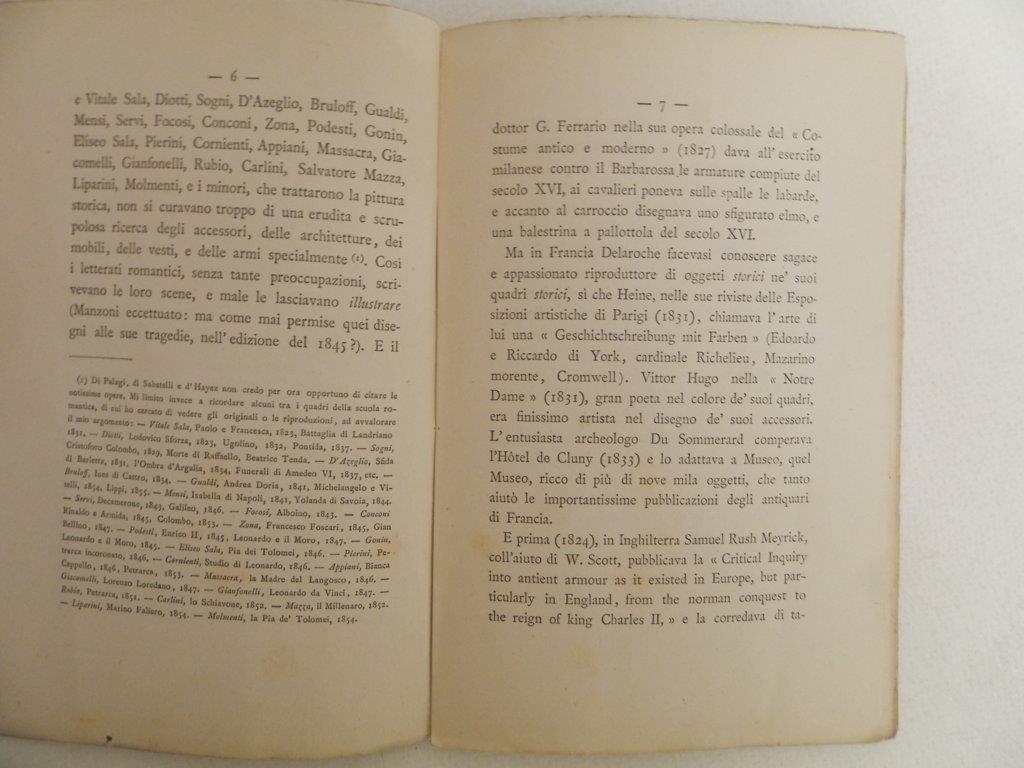 — 6 —
e Vitale Sala, Diotti, Sogni, D'Azeglio, Bruloff, Gualdi,
Mensi, Servi, Focosi, Conconi, Zona, Podesti, Gonin,
Eliseo Sala, Pierini, Cornienti, Appiani, Massacra, Gia-
comelli, Gianfonelli, Rubio, Carlini, Salvatore Mazza,
Liparini, Molmenti, e i minori, che trattarono la pittura
storica, non si curavano troppo di una erudita e scru-
polosa ricerca degli accessori, delle architetture, dei
mobili, delle vesti, e delle armi specialmente (1). Così
i letterati romantici, senza tante preoccupazioni, scri-
vevano le loro scene, e male le lasciavano illustrare
(Manzoni eccettuato: ma come mai permise quei dise-
gni alle sue tragedie, nell'edizione del 1845?). E il
(1) Di Palagi, di Sabatelli e d'Hayez non credo per ora opportuno di citare le
notissime opere. Mi limito invece a ricordare alcuni tra i quadri della scuola ro-
mantica, di cui ho cercato di vedere gli originali o le riproduzioni, ad avvalorare
il mio argomento: — Vitale Sala, Paolo e Francesca, 1823, Battaglia di Landriano
1831. — Diotti, Lodovico Sforza, 1823, Ugolino, 1832, Pontida, 1837. — Sogni,
Cristoforo Colombo, 1829, Morte di Raffaello, Beatrice Tenda. — D'Azeglio, Sfida
di Barletta, 1831, l'Ombra d'Argalia, 1834, Funerali di Amedeo VI, 1837, etc. —
Bruloff, Ines de Castro, 1834. — Gualdi, Andrea Doria, 1841, Michelangelo e Vi-
telli, 1854, Lippi, 1855. — Mensi, Isabella di Napoli, 1841, Yolanda di Savoia, 1844.
— Servi, Decamerone, 1843, Galileo, 1846. — Focosi, Alboino, 1843. — Conconi
Rinaldo e Armida, 1845, Colombo, 1853. — Zona, Francesco Foscari, 1845, Gian
Bellino, 1847. — Podesti, Enrico II, 1845, Leonardo e il Moro, 1847. — Gonin,
Leonardo e il Moro, 1845. — Eliseo Sala, Pia dei Tolomei, 1846. — Pierini, Pe-
trarca incoronato, 1846. — Cornienti, Studio di Leonardo, 1846. — Appiani, Bianca
Cappello, 1846, Petrarca, 1853. — Massacra, la Madre del Langosco, 1846. —
Giacomelli, Lorenzo Loredano, 1847. — Gianfonelli, Leonardo da Vinci, 1847. —
Rubio, Petrarca, 1851. — Carlini, lo Schiavone, 1852. — Mazza, il Millenaro, 1852.
— Liparini, Marino Faliero, 1854. — Molmenti, la Pia de' Tolomei, 1854.
— 7 —
dottor G. Ferrario nella sua opera colossale del « Co-
stume antico e moderno » (1827) dava all'esercito
milanese contro il Barbarossa le armature compiute del
secolo XVI, ai cavalieri poneva sulle spalle le labarde,
e accanto al carroccio disegnava uno sfigurato elmo, e
una balestrina a pallottola del secolo XVI.
Ma in Francia Delaroche facevasi conoscere sagace
e appassionato riproduttore di oggetti storici ne' suoi
quadri storici, sì che Heine, nelle sue riviste delle Espo-
sizioni artistiche di Parigi (1831), chiamava l'arte di
lui una « Geschichtschreibung mit Farben » (Edoardo
e Riccardo di York, cardinale Richelieu, Mazarino
morente, Cromwell). Vittor Hugo nella « Notre
Dame » (1831), gran poeta nel colore de' suoi quadri,
era finissimo artista nel disegno de' suoi accessori.
L'entusiasta archeologo Du Sommerard comperava
l'Hôtel de Cluny (1833) e lo adattava a Museo, quel
Museo, ricco di più di nove mila oggetti, che tanto
aiutò le importantissime pubblicazioni degli antiquari
di Francia.
E prima (1824), in Inghilterra Samuel Rush Meyrick,
coll'aiuto di W. Scott, pubblicava la « Critical Inquiry
into antient armour as it existed in Europe, but par-
ticularly in England, from the norman conquest to
the reign of king Charles II, » e la corredava di ta-